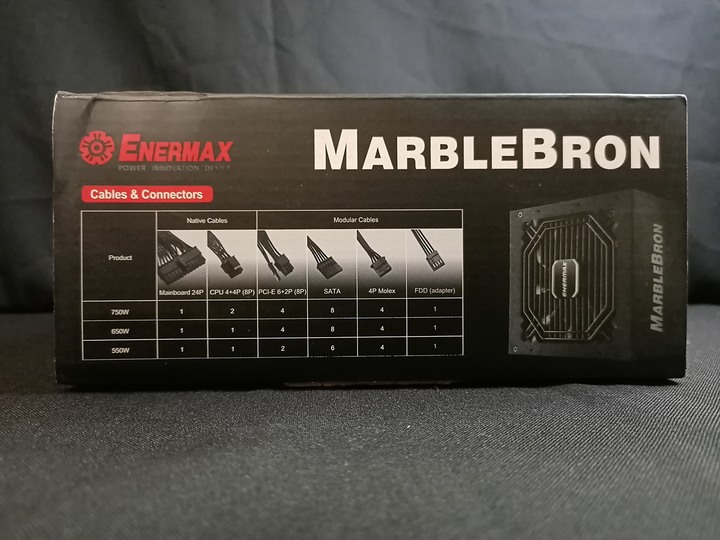 ENERMAX
POWER INNOVATION
MARBLEBRON
Cables & Connectors
Product Native Cables Modular Cables
Mainboard 24P CPU 4+4P (8P) PCI-E 6+2P (8P) SATA 4P Molex FDD (adapter)
750W 1 2 4 8 4 1
650W 1 1 4 8 4 1
550W 1 1 2 6 4 1
ENERMAX
MARBLEBRON